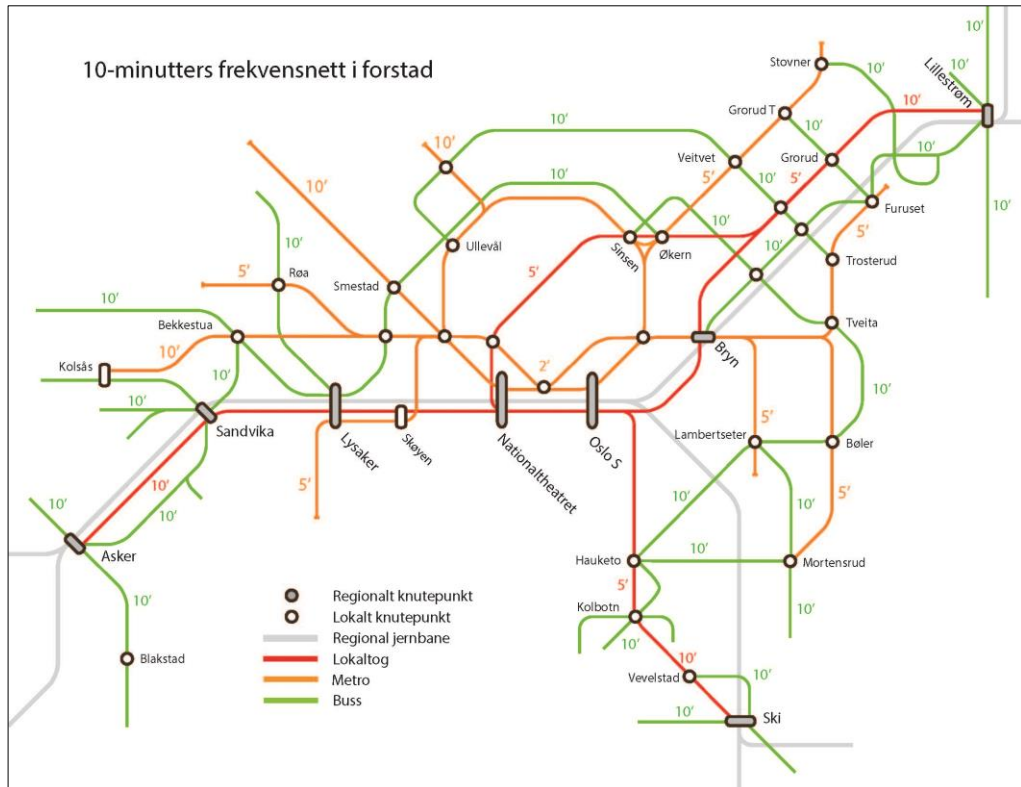 10-minutters frekvensnett i forstad
10’
Stovner
10’
10’
Lillestrøm
Grorud T
10’
10’
10’
10’
10’
Veitvet
Grorud
10’
10’
5’
5’
10’
10’
10’
10’
Furuset
Ullevål
Sinsen
Økern
5’
10’
5’
Røa
5’
Trosterud
10’
Smestad
10’
Bekkestua
Tveita
Kolsås
10’
2’
Bryn
10’
10’
Sandvika
Lysaker
Skøyen
Nationaltheatret
Oslo S
5’
Lambertseter
Bøler
10’
5’
10’
10’
10’
10’
5’
Asker
Hauketo
10’
Mortensrud
5’
10’
Kolbotn
10’
10’
10’
Blakstad
Vevelstad
10’
10’
Ski
Regionalt knutepunkt
Lokalt knutepunkt
Regional jernbane
Lokaltog
Metro
Buss